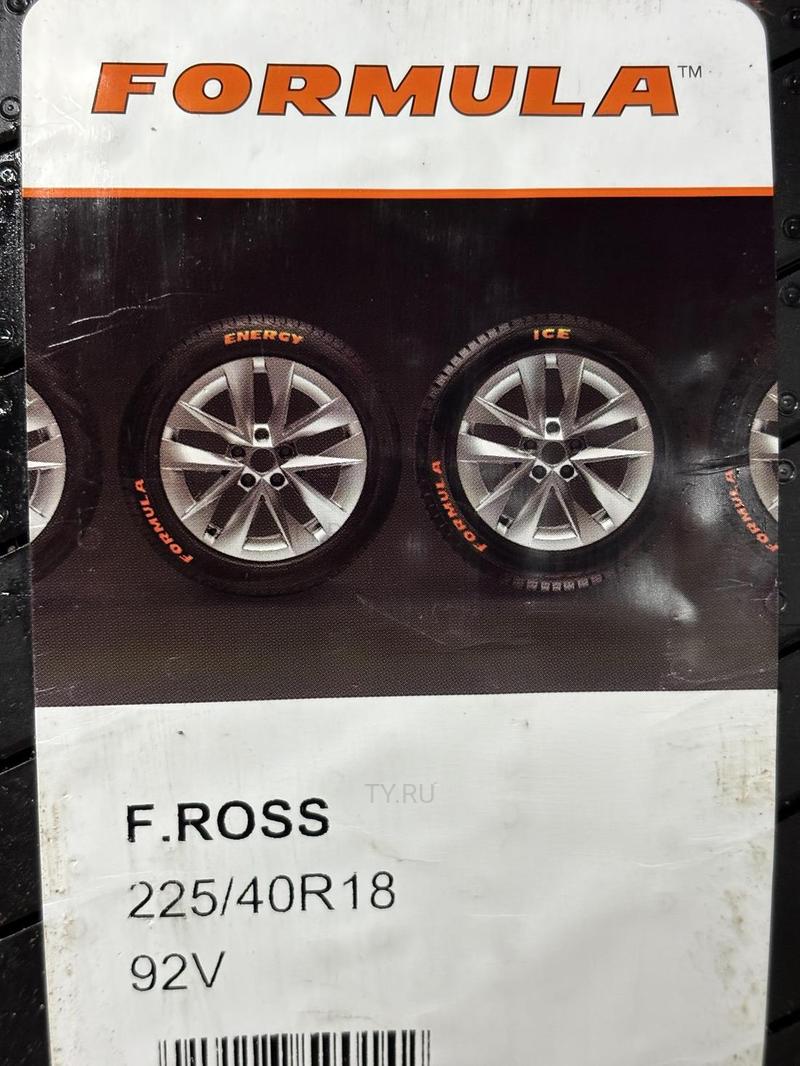 FORMULA™
ENERGY
ICE
FORMULA
FORMULA
FORMULA
TY.RU
F.ROSS
225/40R18
92V